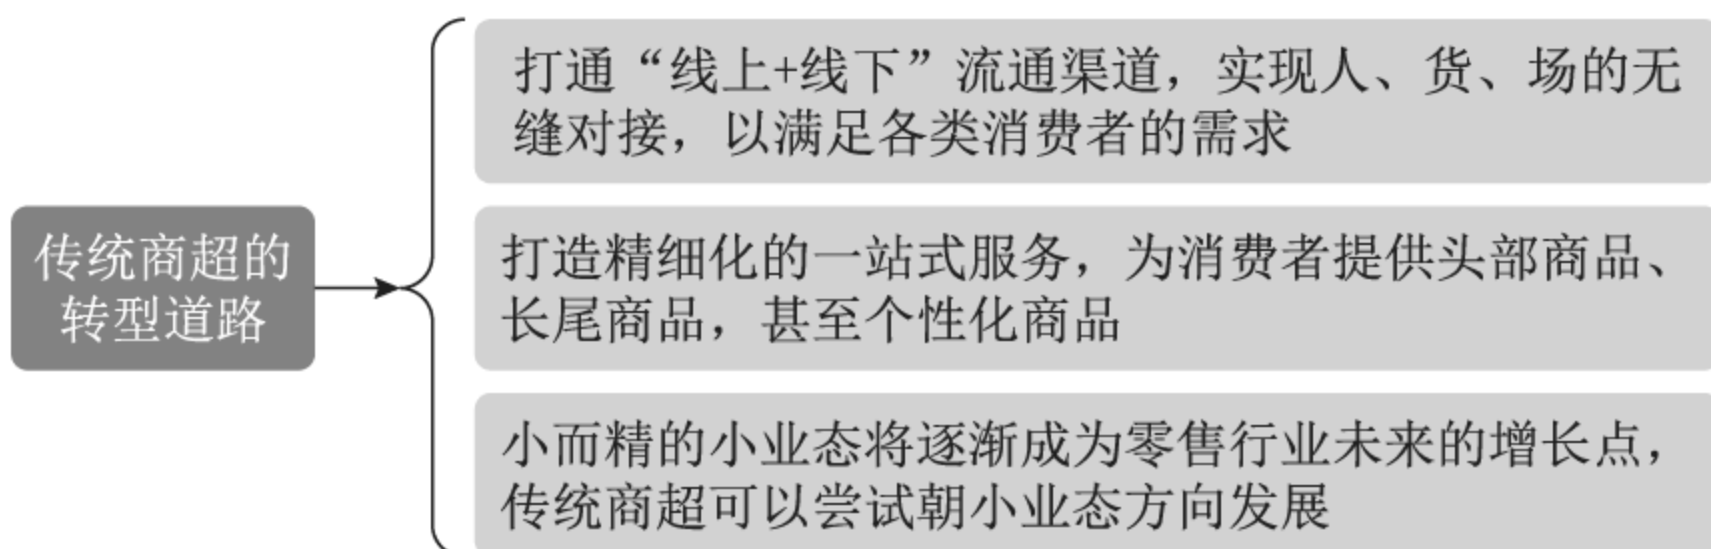 传统商超的
转型道路
打通“线上+线下”流通渠道，实现人、货、场的无
缝对接，以满足各类消费者的需求
打造精细化的一站式服务，为消费者提供头部商品、
长尾商品，甚至个性化商品
小而精的小业态将逐渐成为零售行业未来的增长点，
传统商超可以尝试朝小业态方向发展